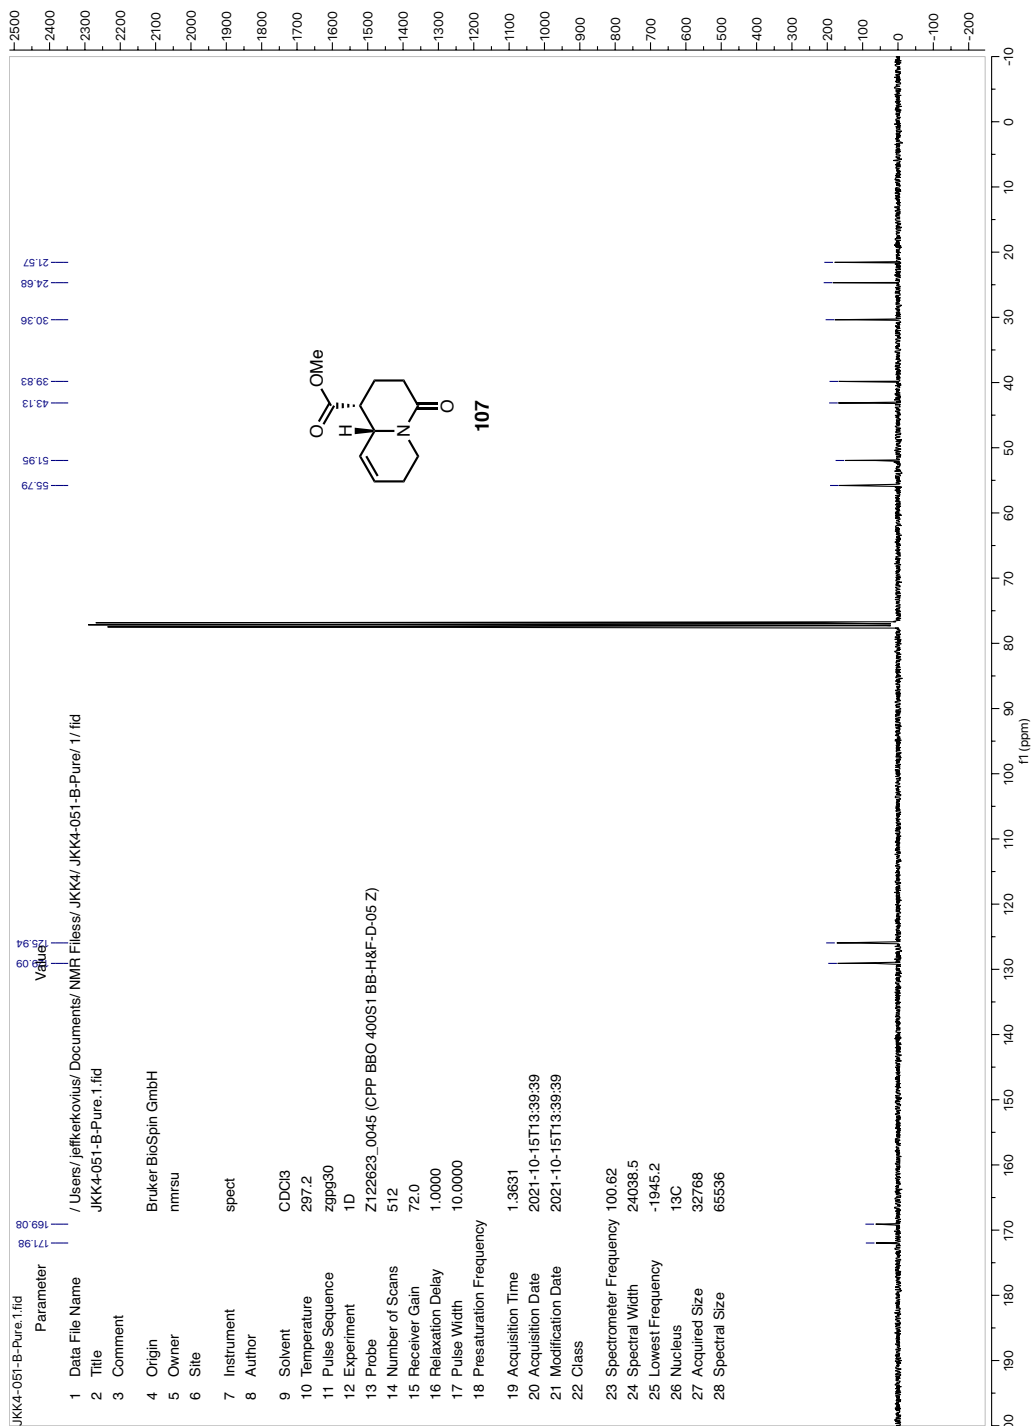 JKK4-051-B-Pure.1.fid
Parameter Value
1 Data File Name / Users/ jeffkerkovius/ Documents/ NMR Filess/ JKK4/ JKK4-051-B-Pure/ 1/ fid
2 Title JKK4-051-B-Pure.1.fid
3 Comment
4 Origin Bruker BioSpin GmbH
5 Owner nmrsu
6 Site
7 Instrument spect
8 Author
9 Solvent CDCl3
10 Temperature 297.2
11 Pulse Sequence zgpg30
12 Experiment 1D
13 Probe Z122623_0045 (CPP BBO 400S1 BB-H&F-D-05 Z)
14 Number of Scans 512
15 Receiver Gain 72.0
16 Relaxation Delay 1.0000
17 Pulse Width 10.0000
18 Presaturation Frequency
19 Acquisition Time 1.3631
20 Acquisition Date 2021-10-15T13:39:39
21 Modification Date 2021-10-15T13:39:39
22 Class
23 Spectrometer Frequency 100.62
24 Spectral Width 24038.5
25 Lowest Frequency -1945.2
26 Nucleus 13C
27 Acquired Size 32768
28 Spectral Size 65536
171.98
169.08
125.94
55.79
51.95
43.13
39.83
30.36
24.68
21.57
O
OMe
H
N
O
107
2500
2400
2300
2200
2100
2000
1900
1800
1700
1600
1500
1400
1300
1200
1100
1000
900
800
700
600
500
400
300
200
100
0
-100
-200
190 180 170 160 150 140 130 120 110 100 90 80 70 60 50 40 30 20 10 0 -10
f1 (ppm)